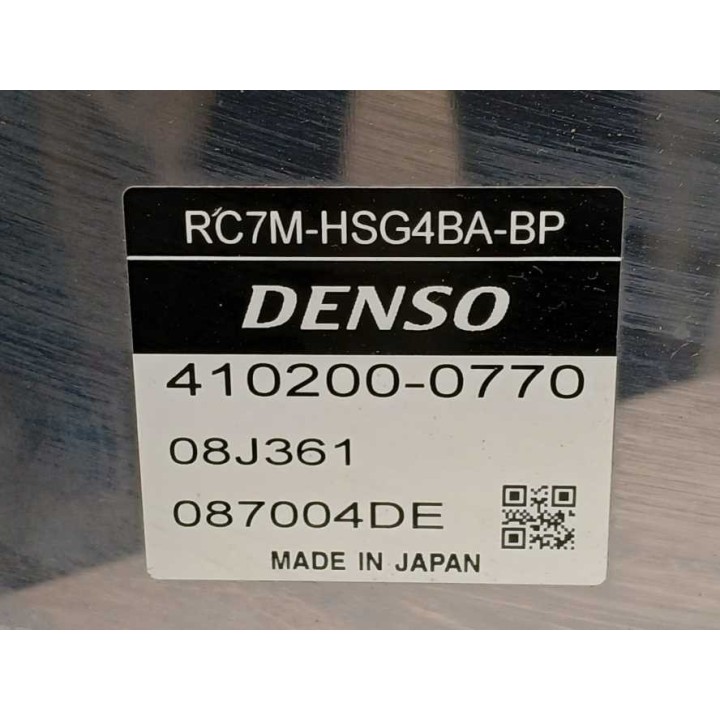 RC7M-HSG4BA-BP
DENSO
410200-0770
08J361
087004DE
MADE IN JAPAN